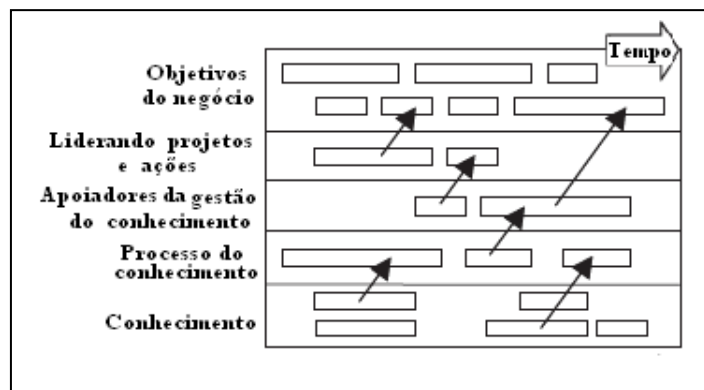 Tempo
Objetivos
do negócio
Liderando projetos
e ações
Apoiadores da gestão
do conhecimento
Processo do
conhecimento
Conhecimento